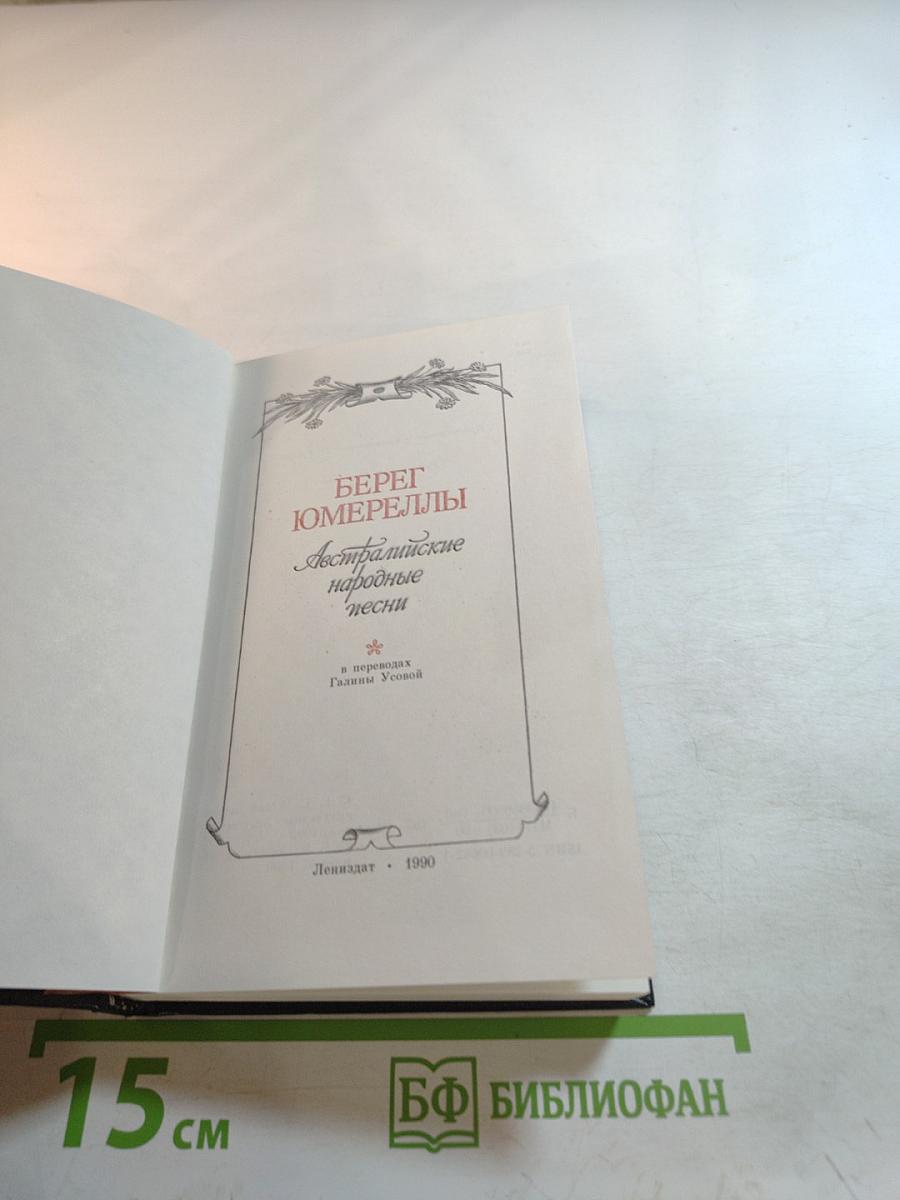 БЕРЕГ
ЮМЕРЕЛЛЫ
Австралийские
народные
песни
в переводах
Галины Усовой
Лениздат • 1990
15 см
БФ БИБЛИОФАН